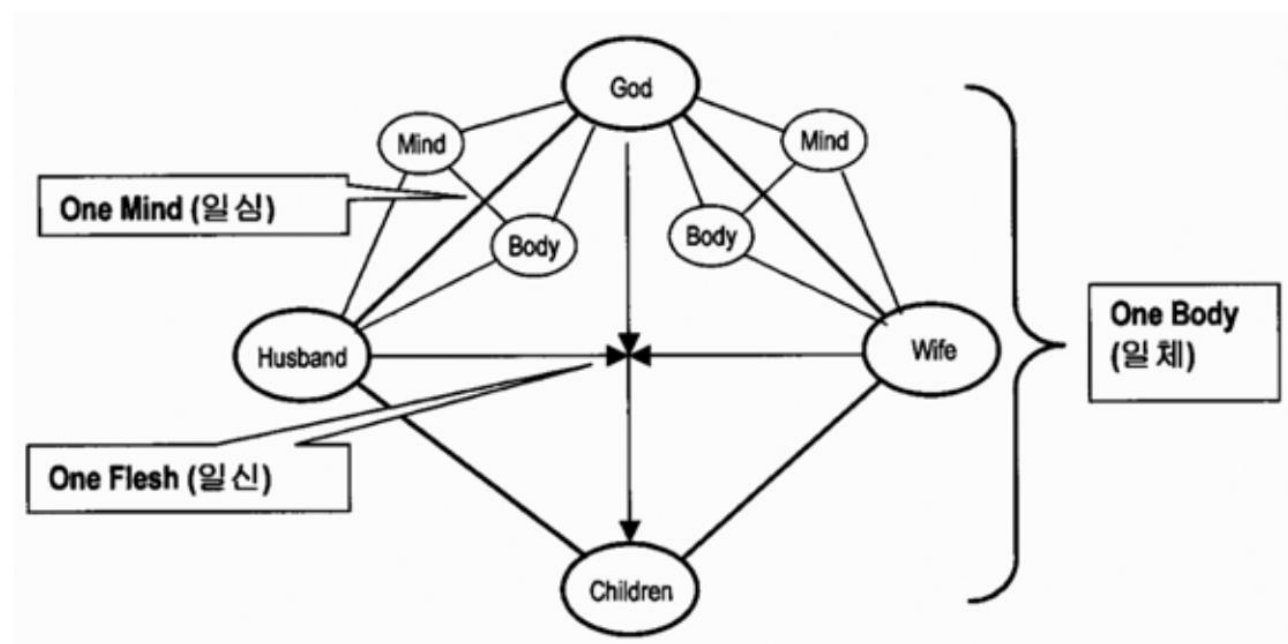 God
Mind
Mind
One Mind (일심)
Body
Body
Husband
Wife
One Body
(일체)
One Flesh (일신)
Children